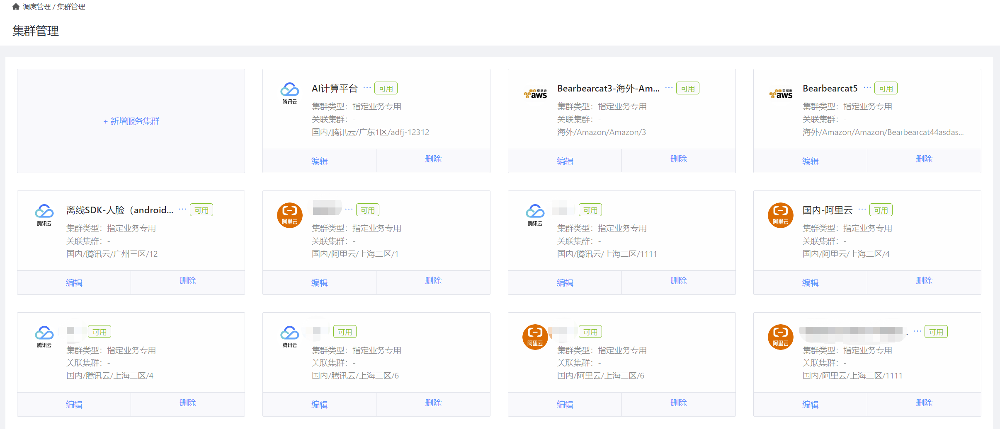 调度管理 / 集群管理
集群管理
+ 新增服务集群
腾讯云
AI计算平台 ··· 可用
集群类型：指定业务专用
关联集群：-
国内/腾讯云/广东1区/adfj-12312
编辑 删除
亚马逊
aws
Bearbearcat3-海外-Am... ··· 可用
集群类型：指定业务专用
关联集群：-
海外/Amazon/Amazon/3
编辑 删除
亚马逊
aws
Bearbearcat5 ··· 可用
集群类型：指定业务专用
关联集群：-
海外/Amazon/Amazon/Bearbearcat44asdas...
编辑 删除
腾讯云
离线SDK-人脸（android... ··· 可用
集群类型：指定业务专用
关联集群：-
国内/腾讯云/广州三区/12
编辑 删除
阿里云
··· 可用
集群类型：指定业务专用
关联集群：-
国内/阿里云/上海二区/1
编辑 删除
腾讯云
可用
集群类型：指定业务专用
关联集群：-
国内/腾讯云/上海二区/1111
编辑 删除
阿里云
国内-阿里云 ··· 可用
集群类型：指定业务专用
关联集群：-
国内/阿里云/上海二区/4
编辑 删除
腾讯云
可用
集群类型：指定业务专用
关联集群：-
国内/腾讯云/上海二区/4
编辑 删除
腾讯云
可用
集群类型：指定业务专用
关联集群：-
国内/腾讯云/上海二区/6
编辑 删除
阿里云
可用
集群类型：指定业务专用
关联集群：-
国内/阿里云/上海二区/6
编辑 删除
阿里云
··· 可用
集群类型：指定业务专用
关联集群：-
国内/阿里云/上海二区/1111
编辑 删除